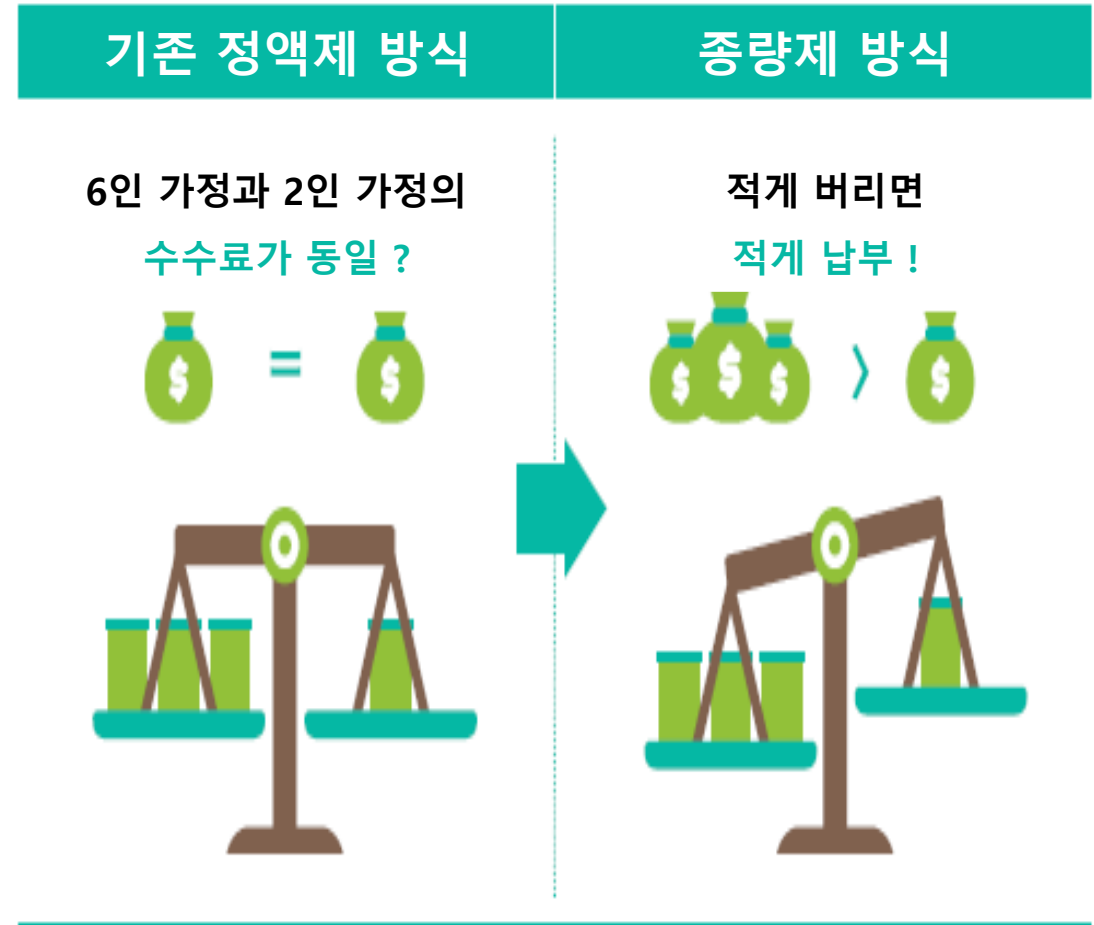 기존 정액제 방식
종량제 방식
6인 가정과 2인 가정의
수수료가 동일 ?
$ = $
적게 버리면
적게 납부 !
$ $ $ > $